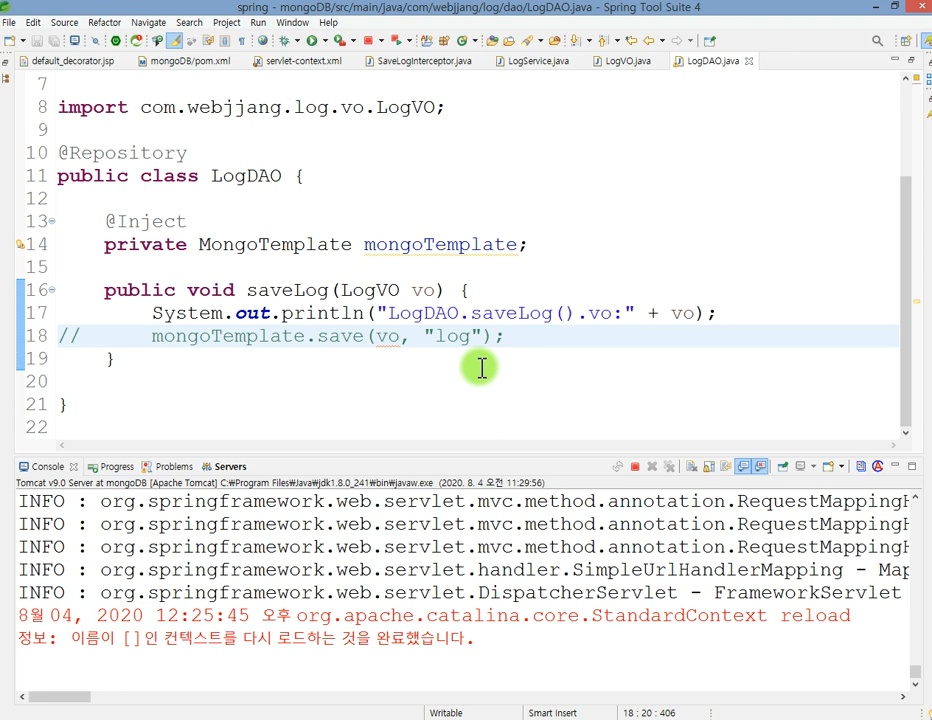 spring - mongoDB/src/main/java/com/webjjang/log/dao/LogDAO.java - Spring Tool Suite 4
File Edit Source Refactor Navigate Search Project Run Window Help
default_decorator.jsp mongoDB/pom.xml servlet-context.xml SaveLogInterceptor.java LogService.java LogVO.java LogDAO.java
7
8 import com.webjjang.log.vo.LogVO;
9
10 @Repository
11 public class LogDAO {
12
13 @Inject
14 private MongoTemplate mongoTemplate;
15
16 public void saveLog(LogVO vo) {
17 System.out.println("LogDAO.saveLog().vo:" + vo);
18 // mongoTemplate.save(vo, "log");
19 }
20
21 }
22
Console Progress Problems Servers
Tomcat v9.0 Server at mongoDB [Apache Tomcat] C:₩Program Files₩Java₩jdk1.8.0_241₩bin₩javaw.exe (2020. 8. 4 오전 11:29:56)
INFO : org.springframework.web.servlet.mvc.method.annotation.RequestMappingH
INFO : org.springframework.web.servlet.mvc.method.annotation.RequestMappingH
INFO : org.springframework.web.servlet.mvc.method.annotation.RequestMappingH
INFO : org.springframework.web.servlet.handler.SimpleUrlHandlerMapping - Map
INFO : org.springframework.web.servlet.DispatcherServlet - FrameworkServlet
8월 04, 2020 12:25:45 오후 org.apache.catalina.core.StandardContext reload
정보: 이름이 []인 컨텍스트를 다시 로드하는 것을 완료했습니다.
Writable Smart Insert 18 : 20 : 406